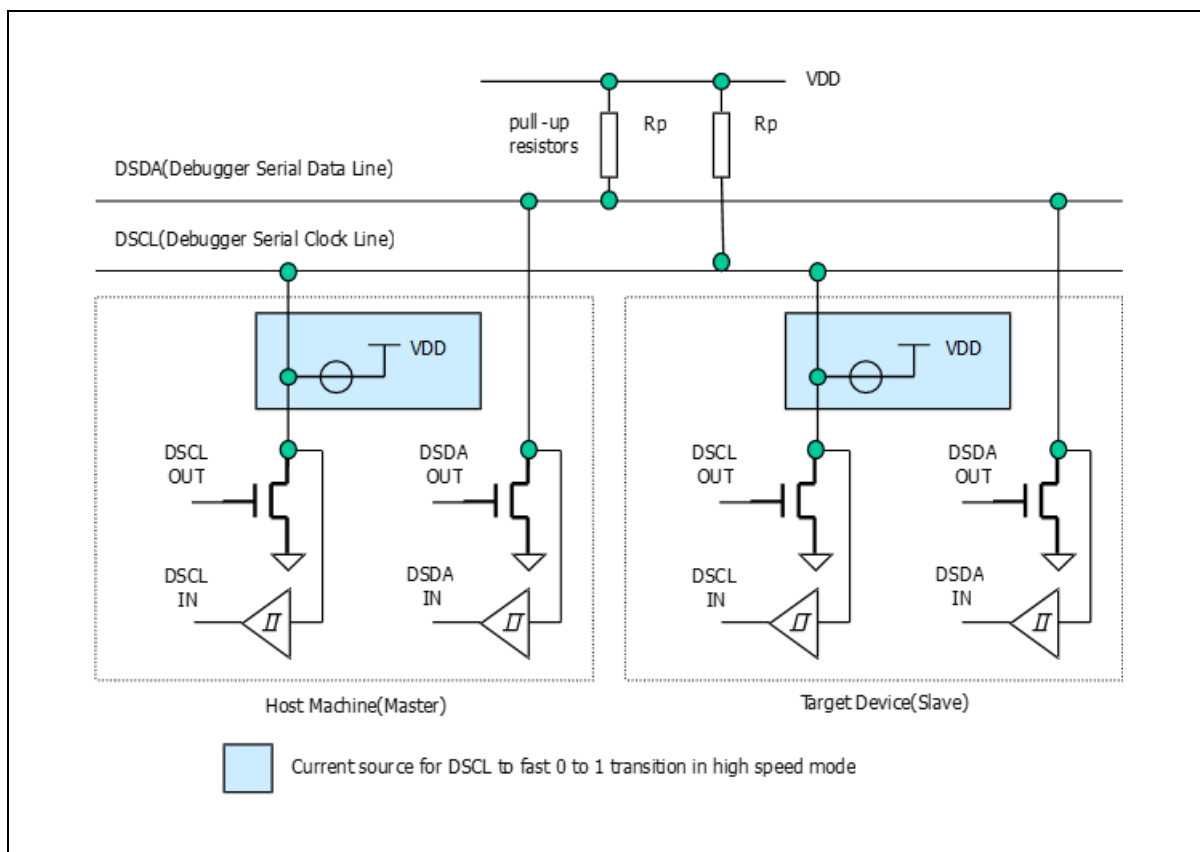 VDD
pull -up
resistors
Rp
Rp
DSDA(Debugger Serial Data Line)
DSCL(Debugger Serial Clock Line)
VDD
VDD
DSCL
OUT
DSDA
OUT
DSCL
OUT
DSDA
OUT
DSCL
IN
DSDA
IN
DSCL
IN
DSDA
IN
Host Machine(Master)
Target Device(Slave)
Current source for DSCL to fast 0 to 1 transition in high speed mode